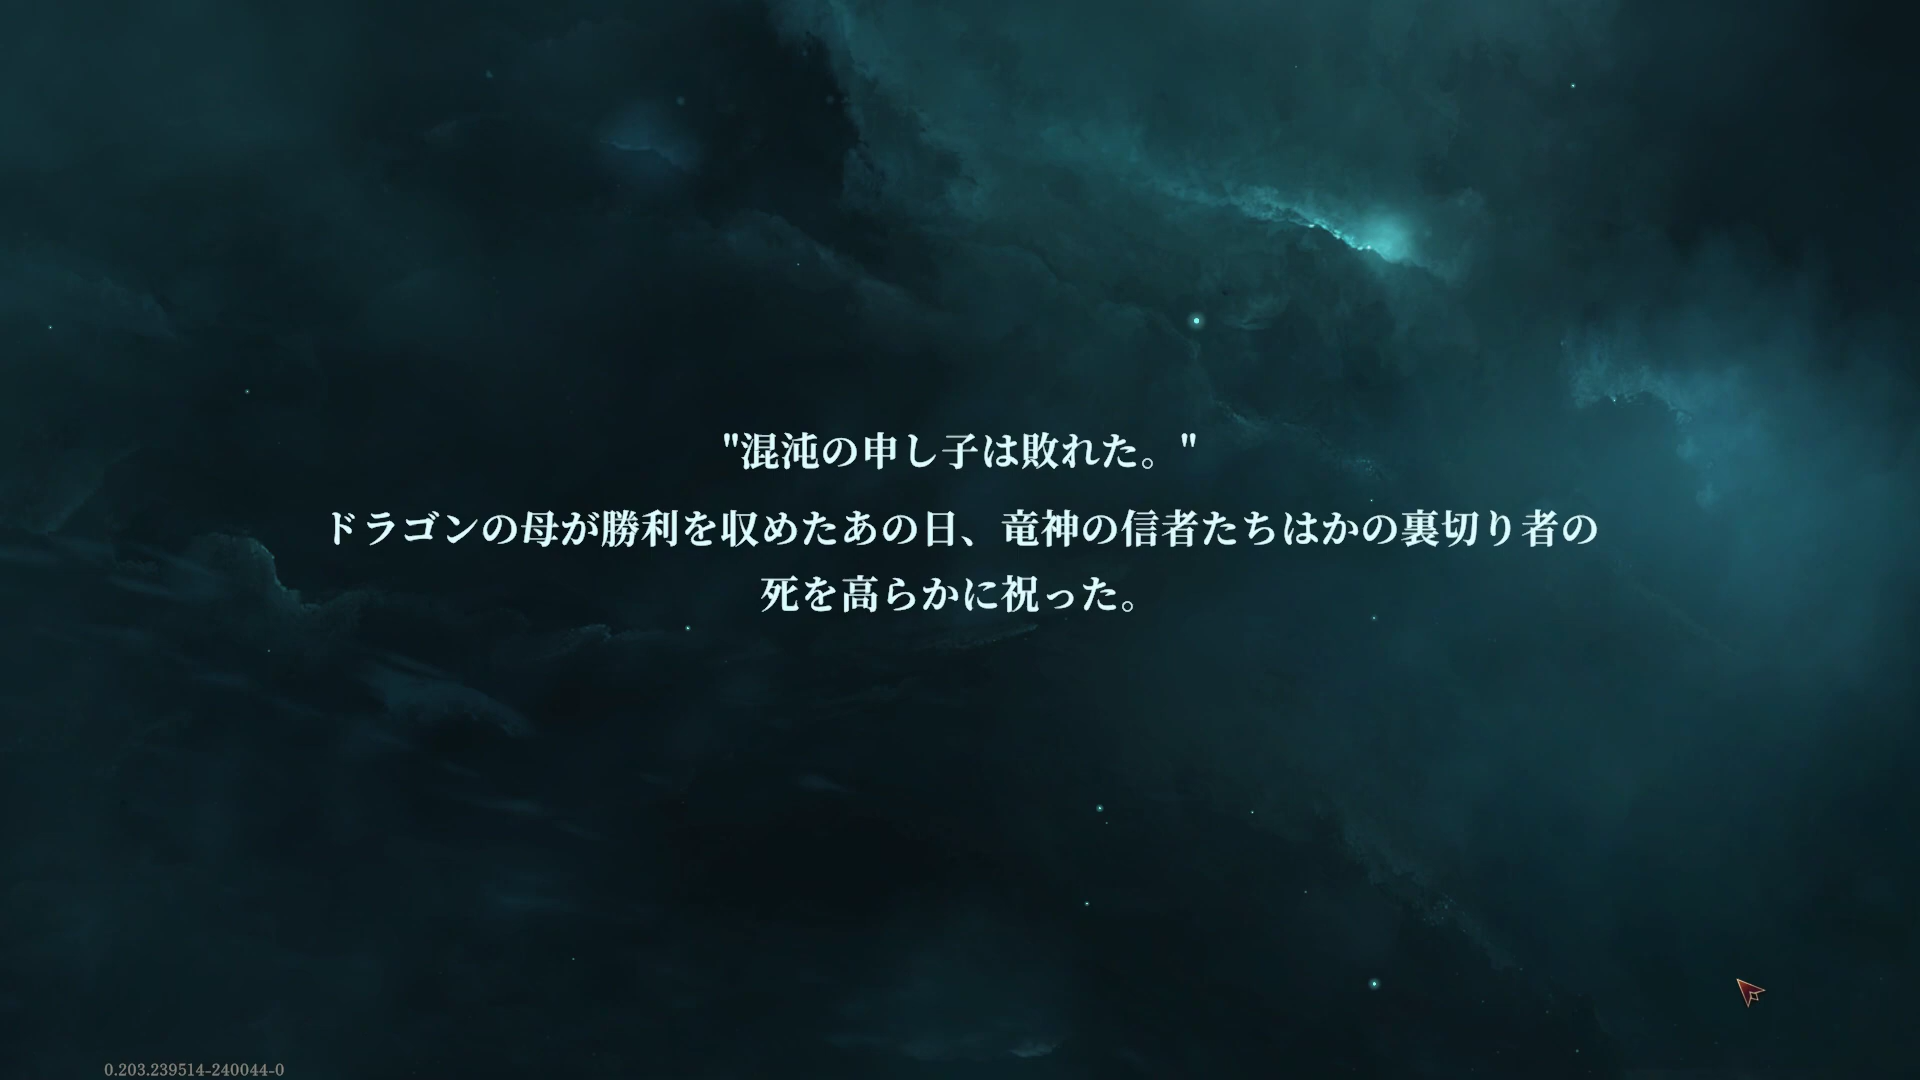 "混沌の申し子は敗れた。"
ドラゴンの母が勝利を収めたあの日、竜神の信者たちはかの裏切り者の
死を高らかに祝った。
0.203.239514-240044-0